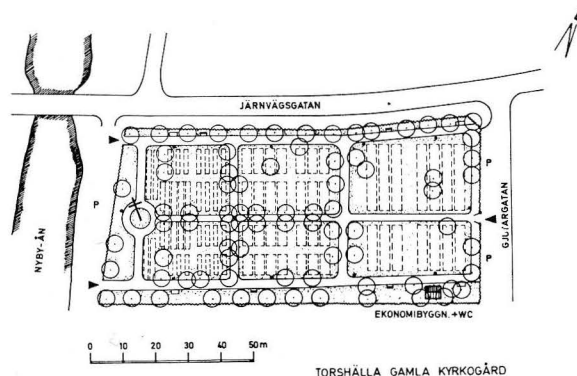 N
JÄRNVÄGSGATAN
P
P
GJUTARGATAN
NYBY-ÅN
P
EKONOMIBYGGN.+WC
0 10 20 30 40 50m
TORSHÄLLA GAMLA KYRKOGÅRD